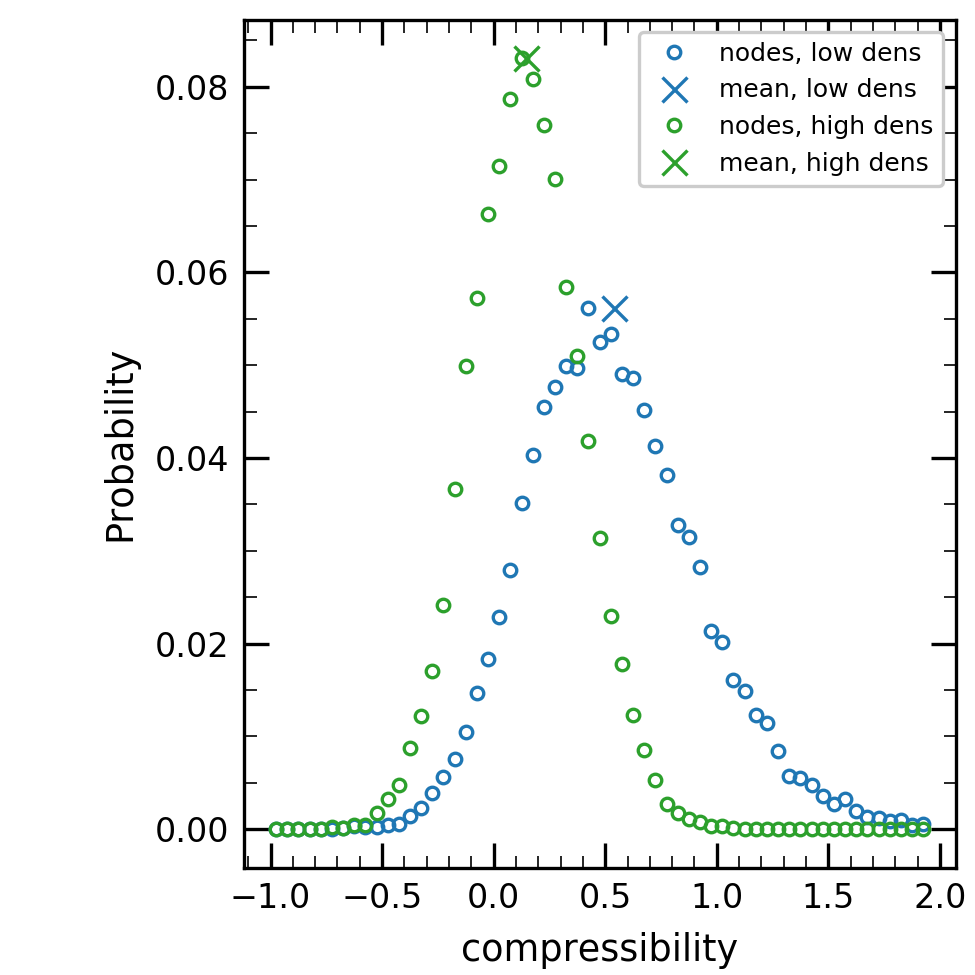 nodes, low dens
mean, low dens
nodes, high dens
mean, high dens
0.08
0.06
0.04
0.02
0.00
Probability
−1.0 −0.5 0.0 0.5 1.0 1.5 2.0
compressibility